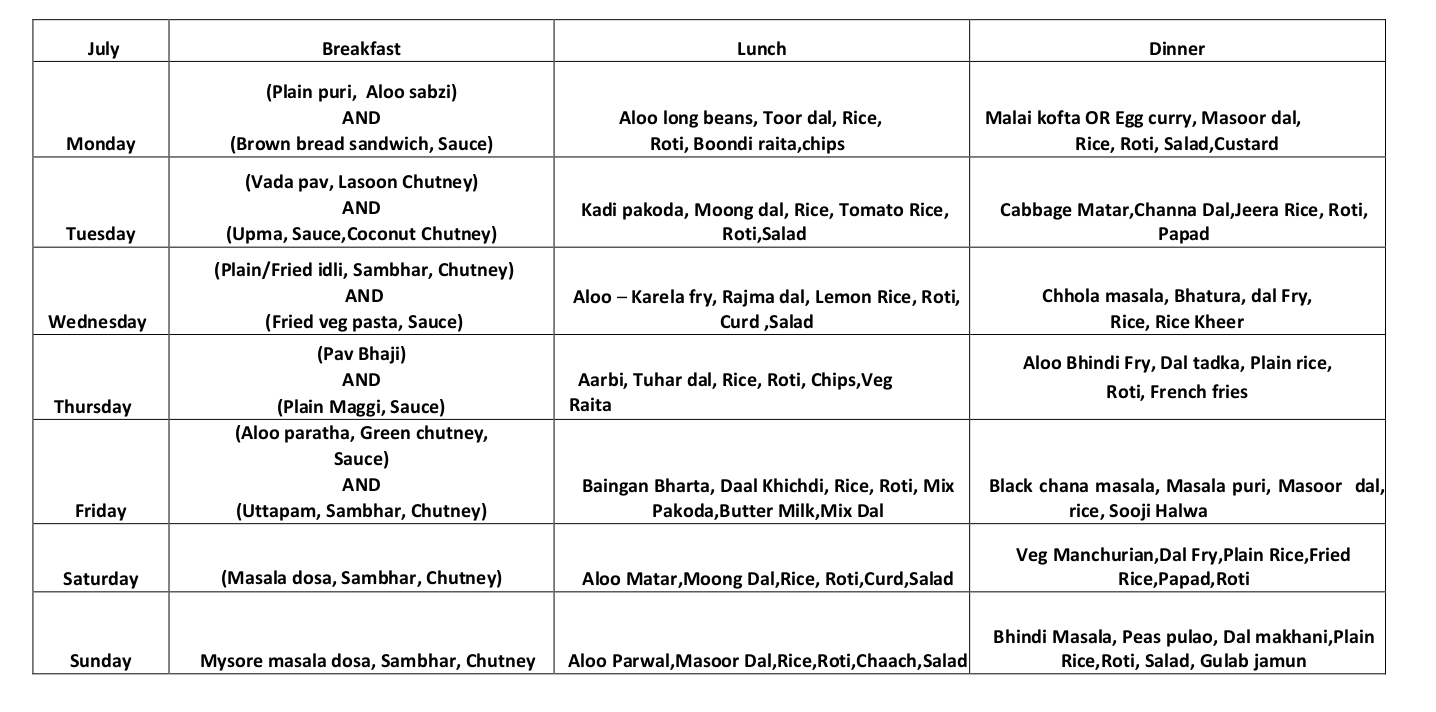 July
Breakfast
Lunch
Dinner
Monday
(Plain puri, Aloo sabzi)
AND
(Brown bread sandwich, Sauce)
Aloo long beans, Toor dal, Rice,
Roti, Boondi raita,chips
Malai kofta OR Egg curry, Masoor dal,
Rice, Roti, Salad,Custard
Tuesday
(Vada pav, Lasoon Chutney)
AND
(Upma, Sauce,Coconut Chutney)
Kadi pakoda, Moong dal, Rice, Tomato Rice,
Roti,Salad
Cabbage Matar,Channa Dal,Jeera Rice, Roti,
Papad
Wednesday
(Plain/Fried idli, Sambhar, Chutney)
AND
(Fried veg pasta, Sauce)
Aloo – Karela fry, Rajma dal, Lemon Rice, Roti,
Curd ,Salad
Chhola masala, Bhatura, dal Fry,
Rice, Rice Kheer
Thursday
(Pav Bhaji)
AND
(Plain Maggi, Sauce)
Aarbi, Tuhar dal, Rice, Roti, Chips,Veg
Raita
Aloo Bhindi Fry, Dal tadka, Plain rice,
Roti, French fries
Friday
(Aloo paratha, Green chutney,
Sauce)
AND
(Uttapam, Sambhar, Chutney)
Baingan Bharta, Daal Khichdi, Rice, Roti, Mix
Pakoda,Butter Milk,Mix Dal
Black chana masala, Masala puri, Masoor dal,
rice, Sooji Halwa
Saturday
(Masala dosa, Sambhar, Chutney)
Aloo Matar,Moong Dal,Rice, Roti,Curd,Salad
Veg Manchurian,Dal Fry,Plain Rice,Fried
Rice,Papad,Roti
Sunday
Mysore masala dosa, Sambhar, Chutney
Aloo Parwal,Masoor Dal,Rice,Roti,Chaach,Salad
Bhindi Masala, Peas pulao, Dal makhani,Plain
Rice,Roti, Salad, Gulab jamun